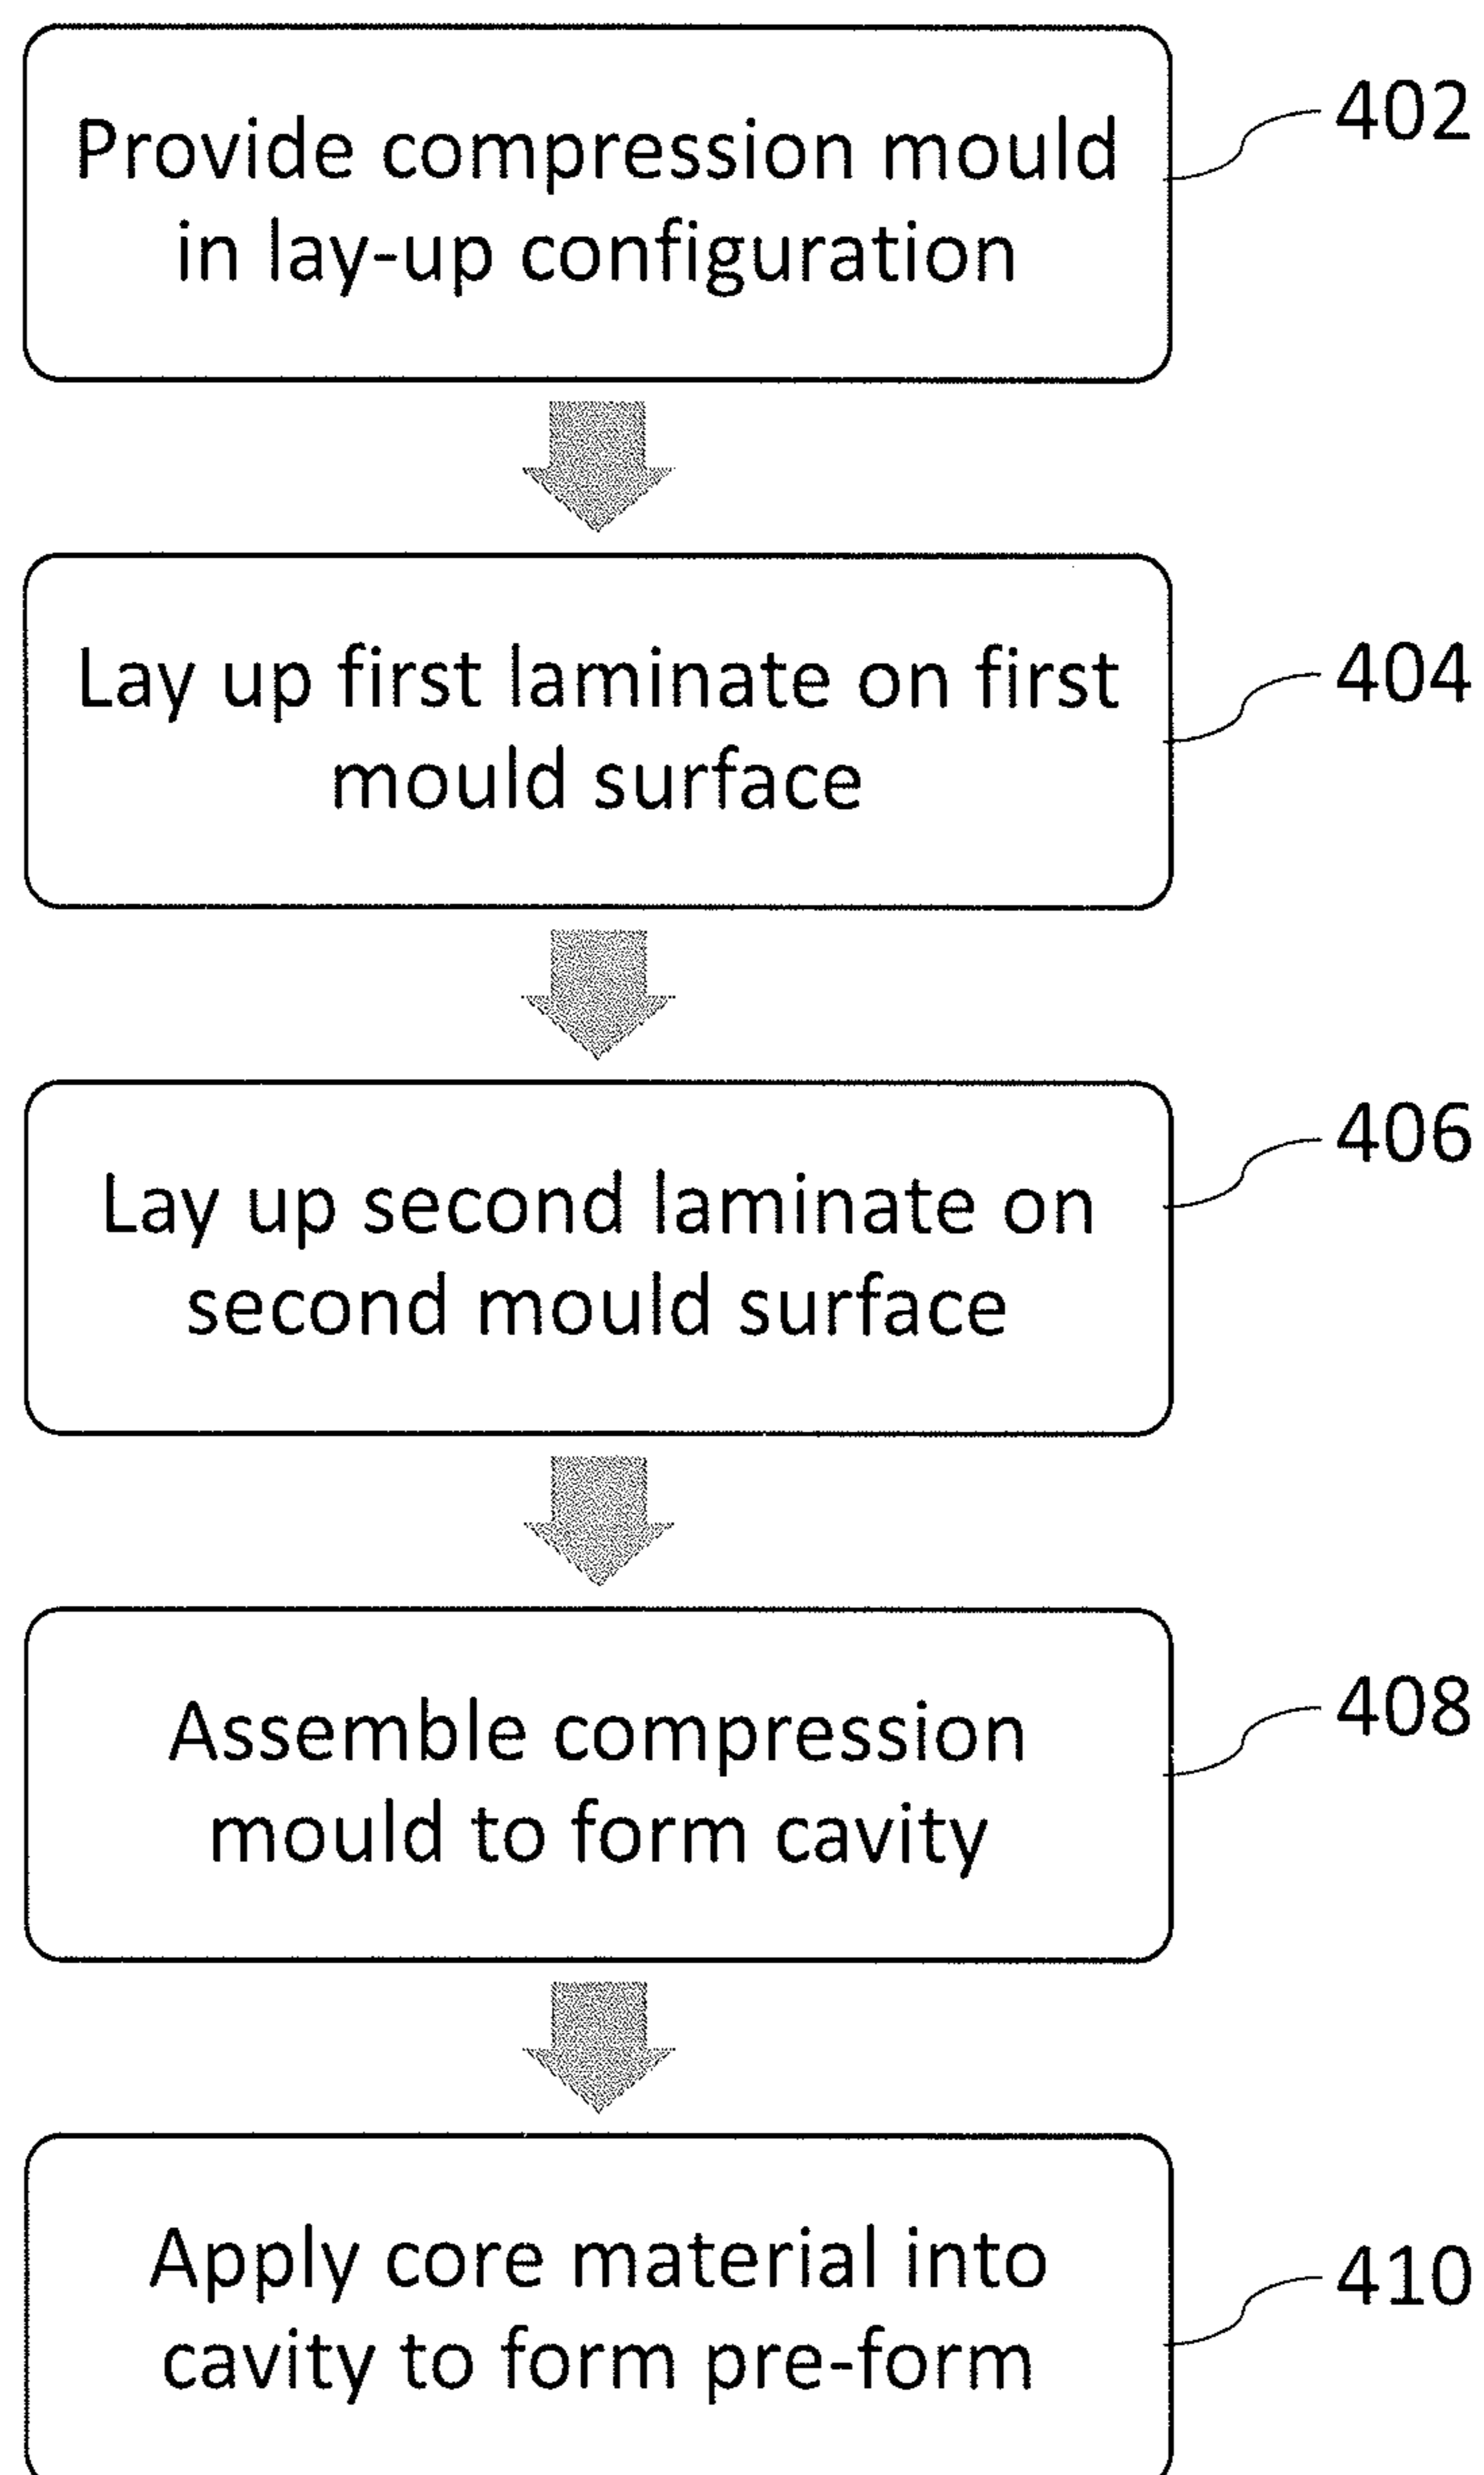 Provide compression mould
in lay-up configuration
402
Lay up first laminate on first
mould surface
404
Lay up second laminate on
second mould surface
406
Assemble compression
mould to form cavity
408
Apply core material into
cavity to form pre-form
410